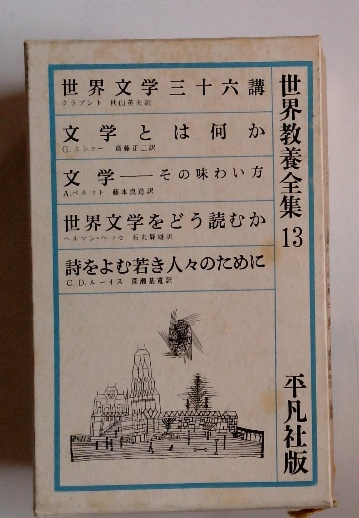 世界教養全集 13
平凡社版
世界文学三十六講
クラブント 秋山英夫訳
文学とは何か
G.ミショー 斎藤正二訳
文学──その味わい方
A.ベネット 藤本良造訳
世界文学をどう読むか
ヘルマン・ヘッセ 石丸静雄訳
詩をよむ若き人々のために
C.D.ルーイス 深瀬基寛訳